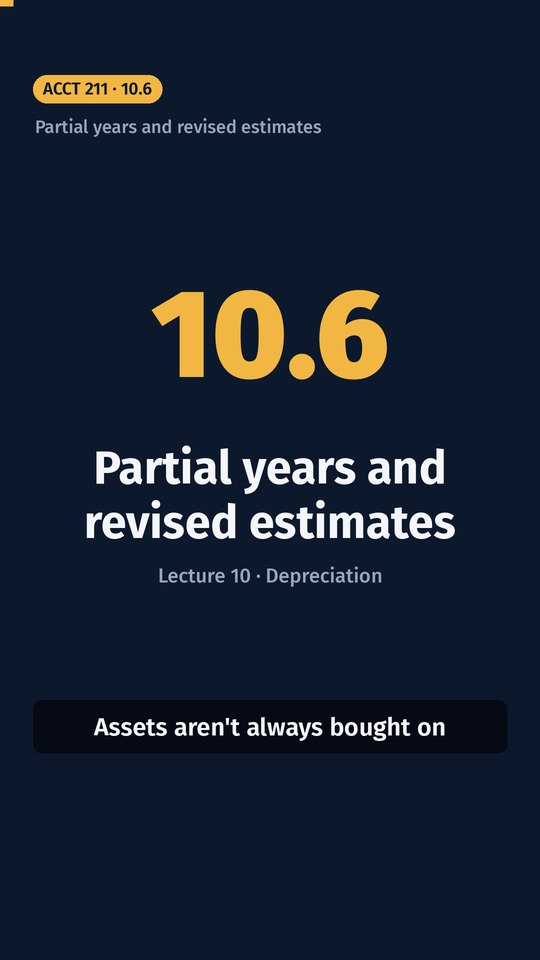 ACCT 211 · 10.6
Partial years and revised estimates
10.6
Partial years and
revised estimates
Lecture 10 · Depreciation
Assets aren't always bought on